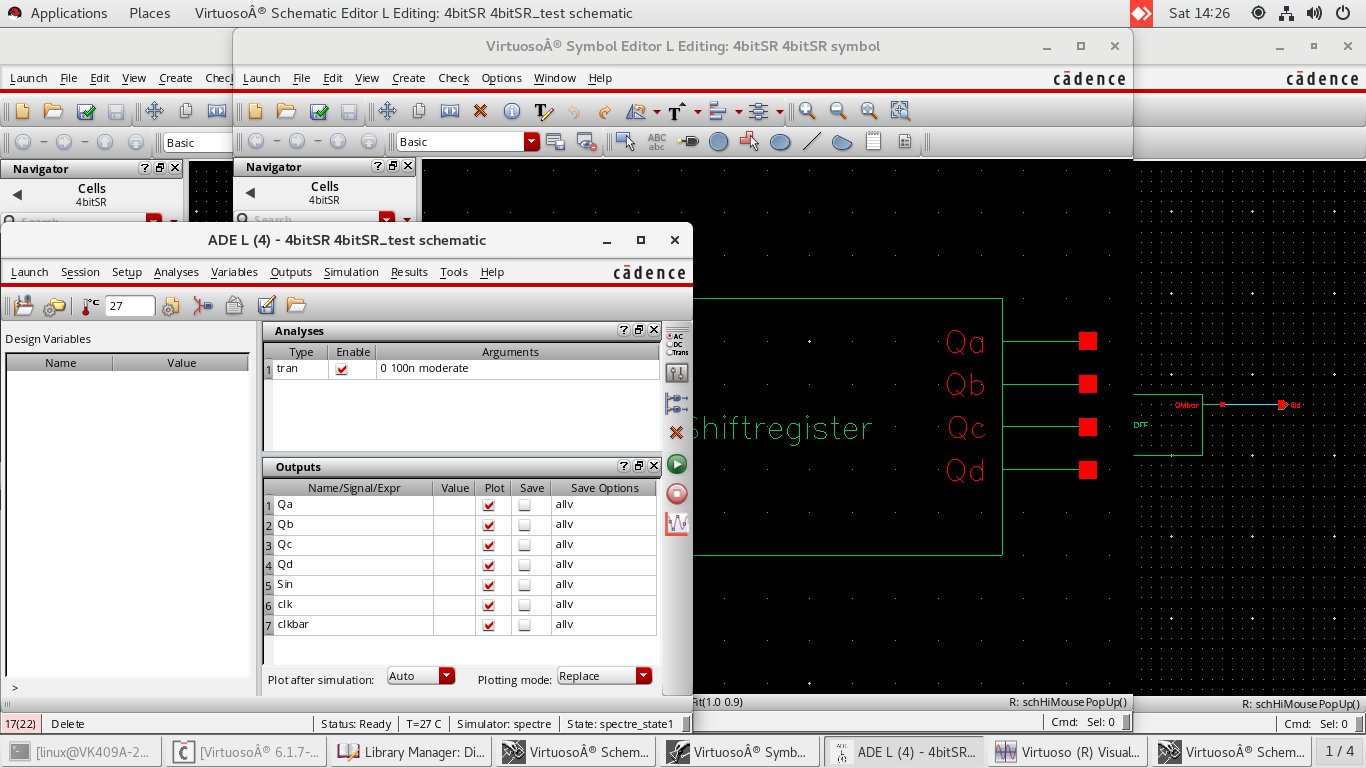 Applications Places VirtuosoÂ® Schematic Editor L Editing: 4bitSR 4bitSR_test schematic Sat 14:26
VirtuosoÂ® Symbol Editor L Editing: 4bitSR 4bitSR symbol
Launch File Edit View Create Chec
Launch File Edit View Create Check Options Window Help cādence
cādence
Basic
Basic
ABC
abc
Navigator
Cells
4bitSR
Search
Navigator
Cells
4bitSR
Search
ADE L (4) - 4bitSR 4bitSR_test schematic
Launch Session Setup Analyses Variables Outputs Simulation Results Tools Help cādence
°C 27
Design Variables
Name Value
>
Analyses
Type Enable Arguments
1 tran 0 100n moderate
AC
DC
Trans
Outputs
Name/Signal/Expr Value Plot Save Save Options
1 Qa allv
2 Qb allv
3 Qc allv
4 Qd allv
5 Sin allv
6 clk allv
7 clkbar allv
Plot after simulation: Auto Plotting mode: Replace
17(22) Delete Status: Ready T=27 C Simulator: spectre State: spectre_state1
Qa
Qb
Shiftregister Qc
Qd
QMbar Qd
DFF
Fit(1.0 0.9) R: schHiMousePopUp()
Cmd: Sel: 0
R: schHiMousePopUp()
Cmd: Sel: 0
[linux@VK409A-2... [VirtuosoÂ® 6.1.7-... Library Manager: Di... VirtuosoÂ® Schem... VirtuosoÂ® Symb... ADE L (4) - 4bitSR... Virtuoso (R) Visual... VirtuosoÂ® Schem... 1 / 4